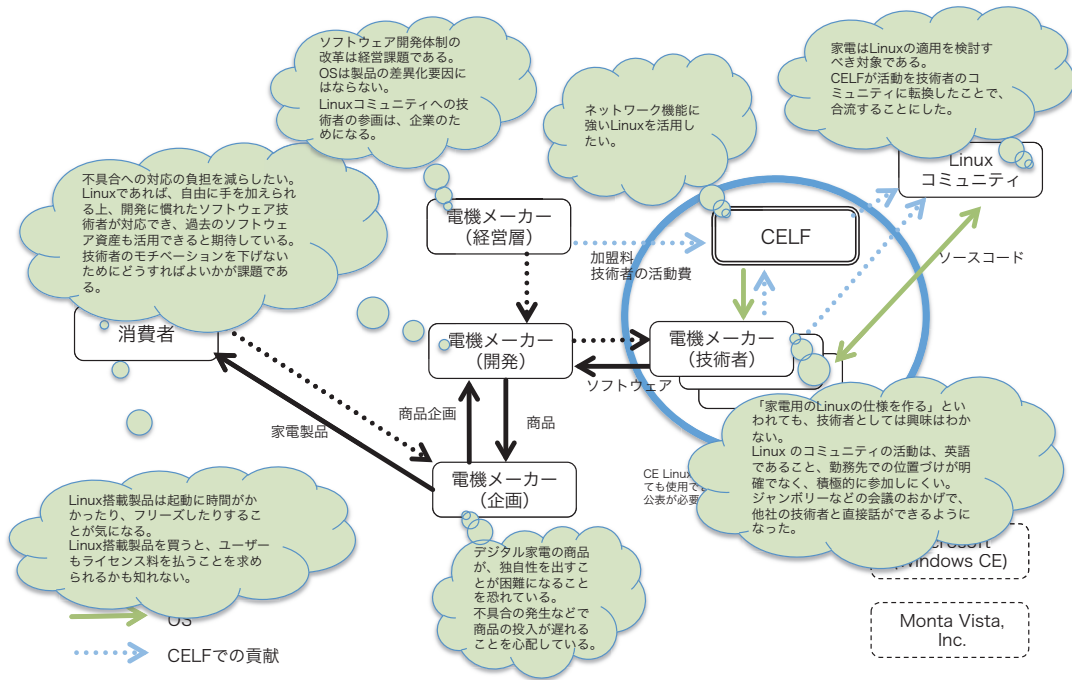 ソフトウェア開発体制の
改革は経営課題である。
OSは製品の差異化要因に
はならない。
Linuxコミュニティへの技
術者の参画は、企業のた
めになる。
ネットワーク機能に
強いLinuxを活用し
たい。
家電はLinuxの適用を検討す
べき対象である。
CELFが活動を技術者のコ
ミュニティに転換したことで、
合流することにした。
不具合への対応の負担を減らしたい。
Linuxであれば、自由に手を加えられ
る上、開発に慣れたソフトウェア技
術者が対応でき、過去のソフトウェ
ア資産も活用できると期待している。
技術者のモチベーションを下げない
ためにどうすればよいかが課題であ
る。
Linux
コミュニティ
電機メーカー
（経営層）
CELF
加盟料
技術者の活動費
ソースコード
消費者
電機メーカー
（開発）
電機メーカー
（技術者）
ソフトウェア
商品企画
商品
家電製品
電機メーカー
（企画）
CE Linux
ても使用で
公表が必要
「家電用のLinuxの仕様を作る」とい
われても、技術者としては興味はわか
ない。
Linux のコミュニティの活動は、英語
であること、勤務先での位置づけが明
確でなく、積極的に参加しにくい。
ジャンボリーなどの会議のおかげで、
他社の技術者と直接話ができるように
なった。
Linux搭載製品は起動に時間がか
かったり、フリーズしたりするこ
とが気になる。
Linux搭載製品を買うと、ユーザー
もライセンス料を払うことを求め
られるかも知れない。
デジタル家電の商品
が、独自性を出すこ
とが困難になること
を恐れている。
不具合の発生などで
商品の投入が遅れる
ことを心配している。
(Windows CE)
Monta Vista,
Inc.
OS
CELFでの貢献